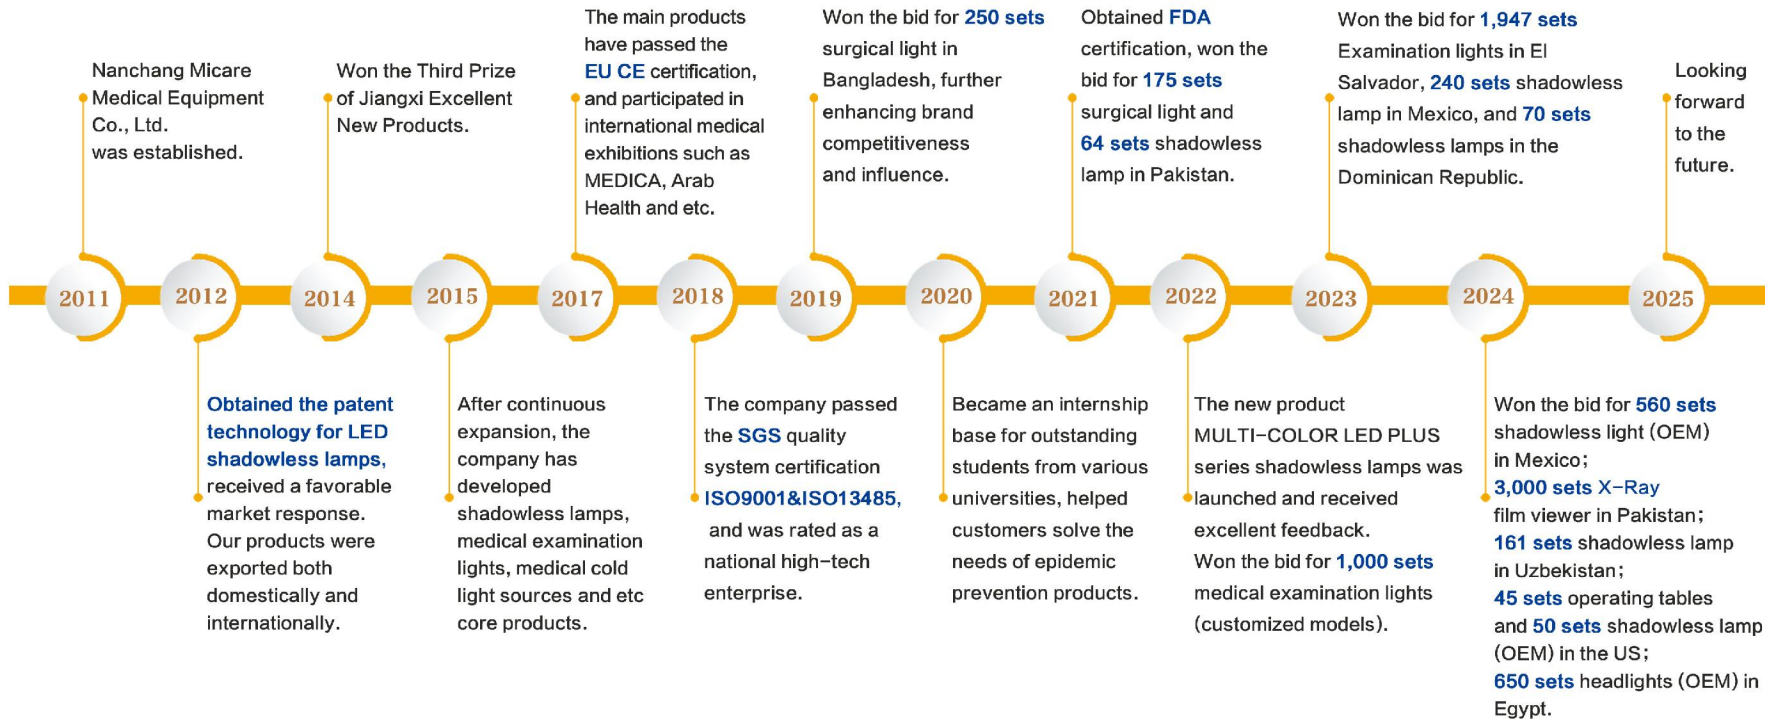 Nanchang Micare
Medical Equipment
Co., Ltd.
was established.
Won the Third Prize
of Jiangxi Excellent
New Products.
The main products
have passed the
EU CE certification,
and participated in
international medical
exhibitions such as
MEDICA, Arab
Health and etc.
Won the bid for 250 sets
surgical light in
Bangladesh, further
enhancing brand
competitiveness
and influence.
Obtained FDA
certification, won the
bid for 175 sets
surgical light and
64 sets shadowless
lamp in Pakistan.
Won the bid for 1,947 sets
Examination lights in El
Salvador, 240 sets shadowless
lamp in Mexico, and 70 sets
shadowless lamps in the
Dominican Republic.
Looking
forward
to the
future.
2011
2012
2014
2015
2017
2018
2019
2020
2021
2022
2023
2024
2025
Obtained the patent
technology for LED
shadowless lamps,
received a favorable
market response.
Our products were
exported both
domestically and
internationally.
After continuous
expansion, the
company has
developed
shadowless lamps,
medical examination
lights, medical cold
light sources and etc
core products.
The company passed
the SGS quality
system certification
ISO9001&ISO13485,
and was rated as a
national high-tech
enterprise.
Became an internship
base for outstanding
students from various
universities, helped
customers solve the
needs of epidemic
prevention products.
The new product
MULTI-COLOR LED PLUS
series shadowless lamps was
launched and received
excellent feedback.
Won the bid for 1,000 sets
medical examination lights
(customized models).
Won the bid for 560 sets
shadowless light (OEM)
in Mexico;
3,000 sets X-Ray
film viewer in Pakistan;
161 sets shadowless lamp
in Uzbekistan;
45 sets operating tables
and 50 sets shadowless lamp
(OEM) in the US;
650 sets headlights (OEM) in
Egypt.